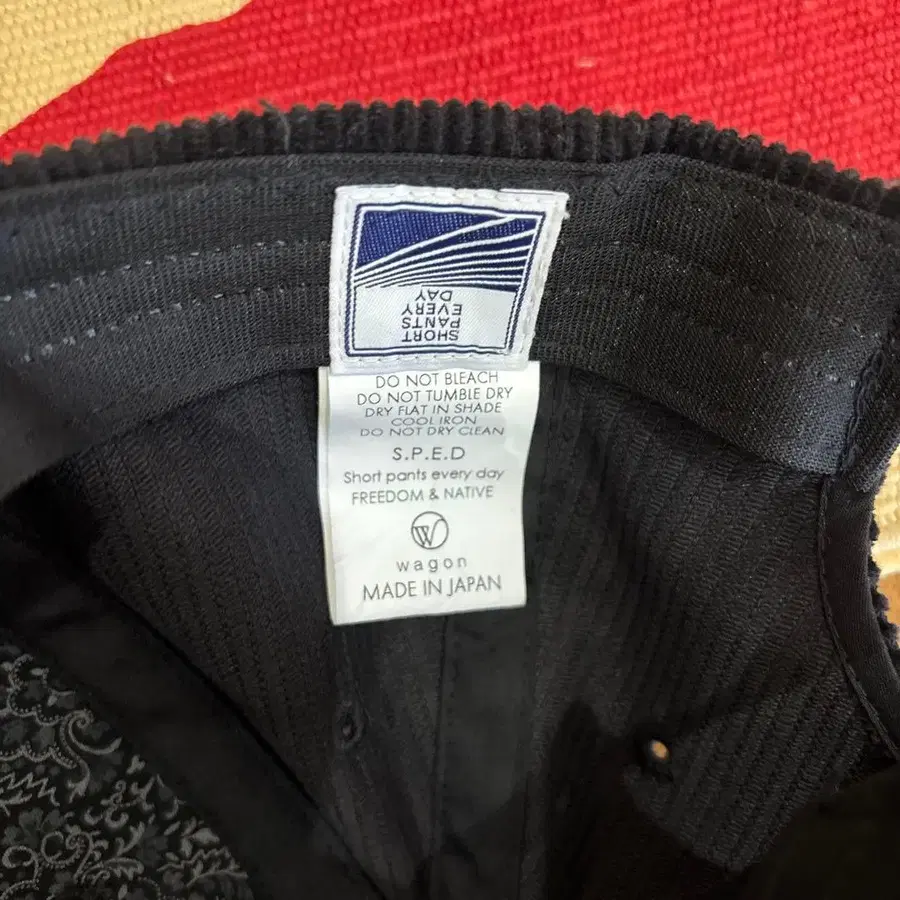 SHORT
PANTS
EVERY
DAY
DO NOT BLEACH
DO NOT TUMBLE DRY
DRY FLAT IN SHADE
COOL IRON
DO NOT DRY CLEAN
S.P.E.D
Short pants every day
FREEDOM & NATIVE
W
wagon
MADE IN JAPAN